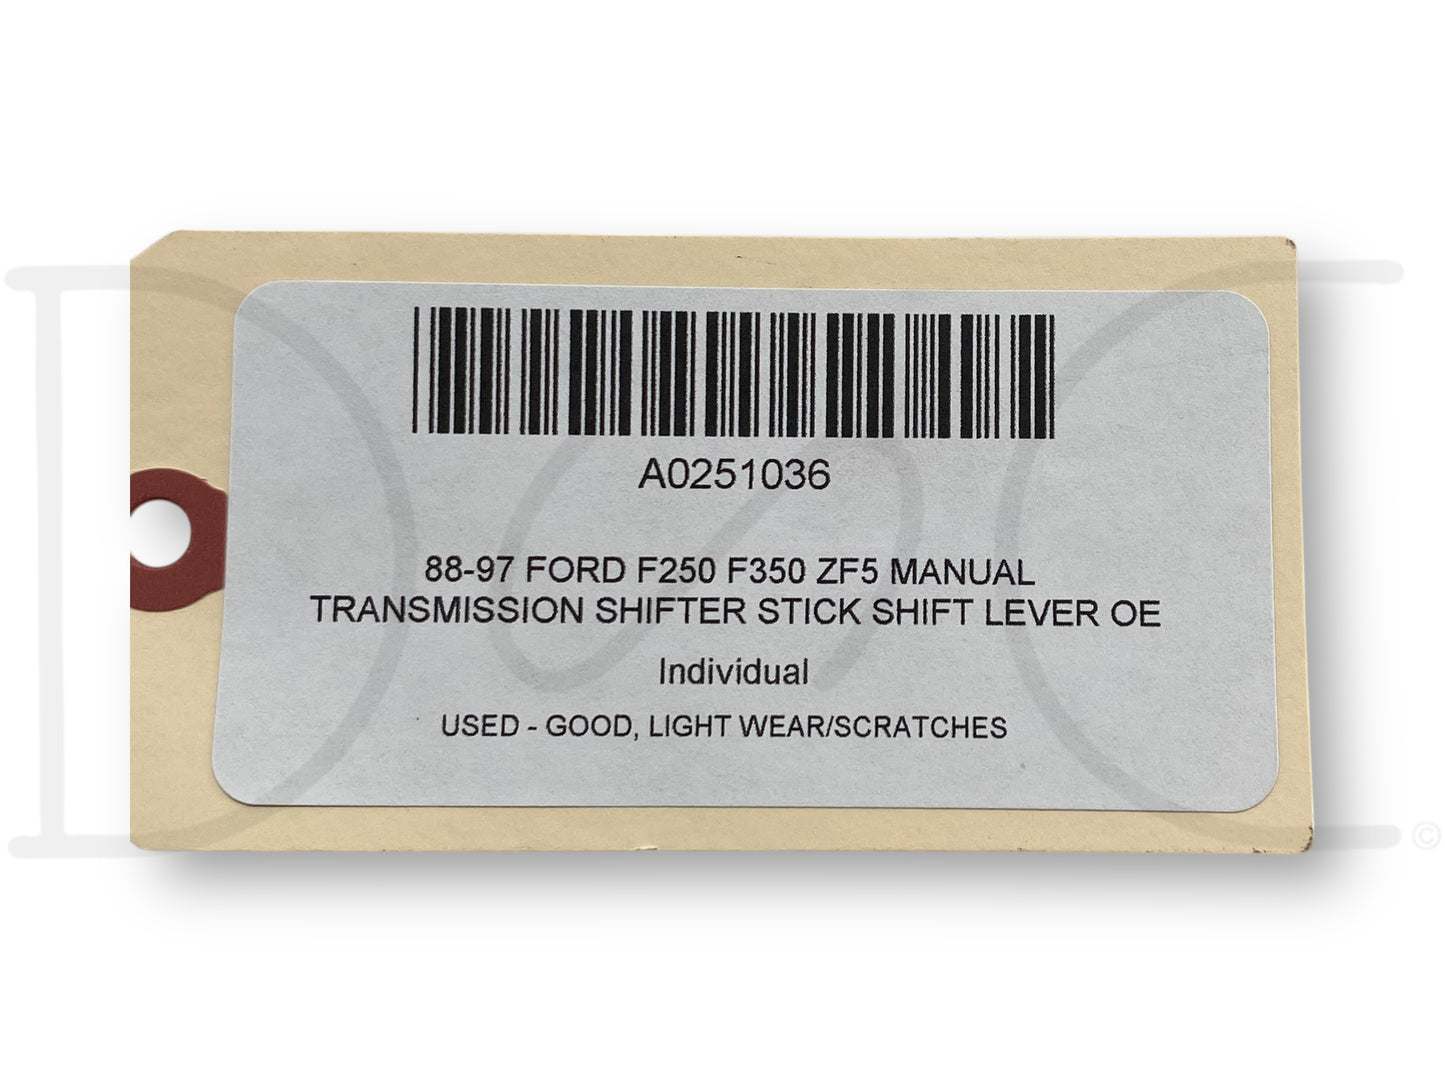 A0251036
88-97 FORD F250 F350 ZF5 MANUAL
TRANSMISSION SHIFTER STICK SHIFT LEVER OE
Individual
USED - GOOD, LIGHT WEAR/SCRATCHES
©